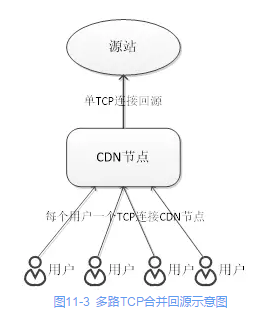 源站
单TCP连接回源
CDN节点
每个用户一个TCP连接CDN节点
用户 用户 用户 用户
图11-3 多路TCP合并回源示意图